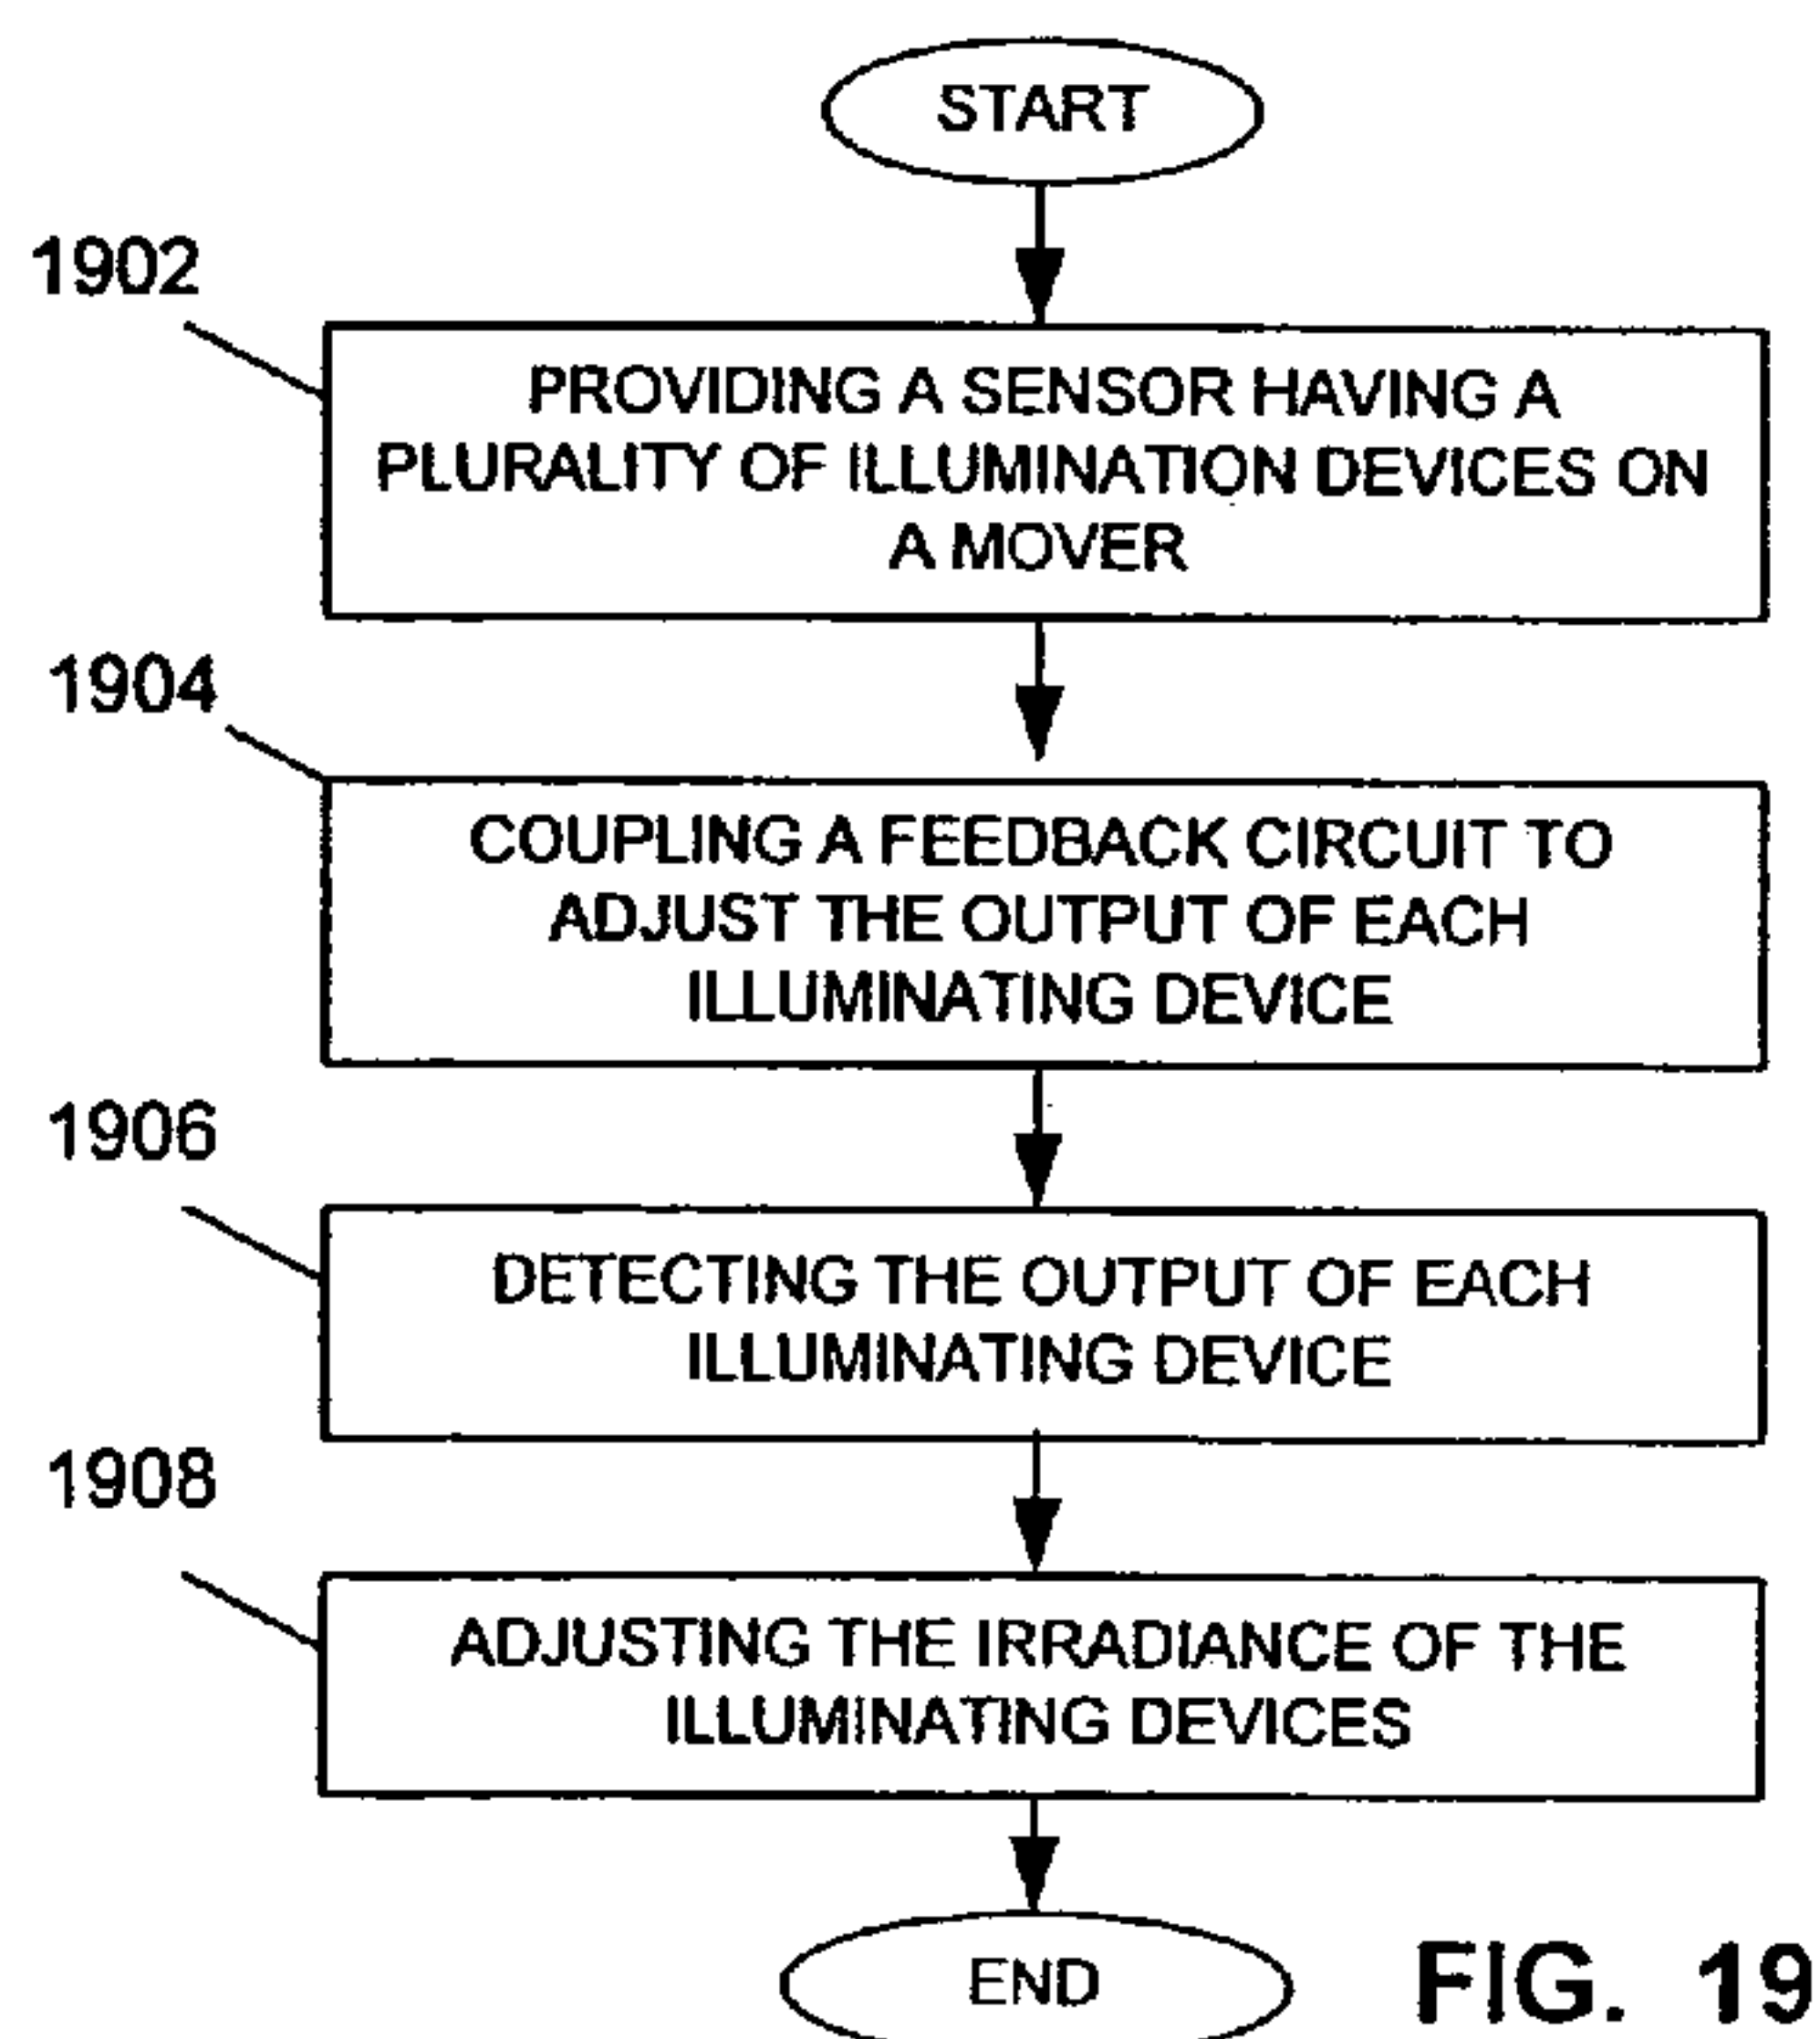 START
1902
PROVIDING A SENSOR HAVING A
PLURALITY OF ILLUMINATION DEVICES ON
A MOVER
1904
COUPLING A FEEDBACK CIRCUIT TO
ADJUST THE OUTPUT OF EACH
ILLUMINATING DEVICE
1906
DETECTING THE OUTPUT OF EACH
ILLUMINATING DEVICE
1908
ADJUSTING THE IRRADIANCE OF THE
ILLUMINATING DEVICES
END
FIG. 19